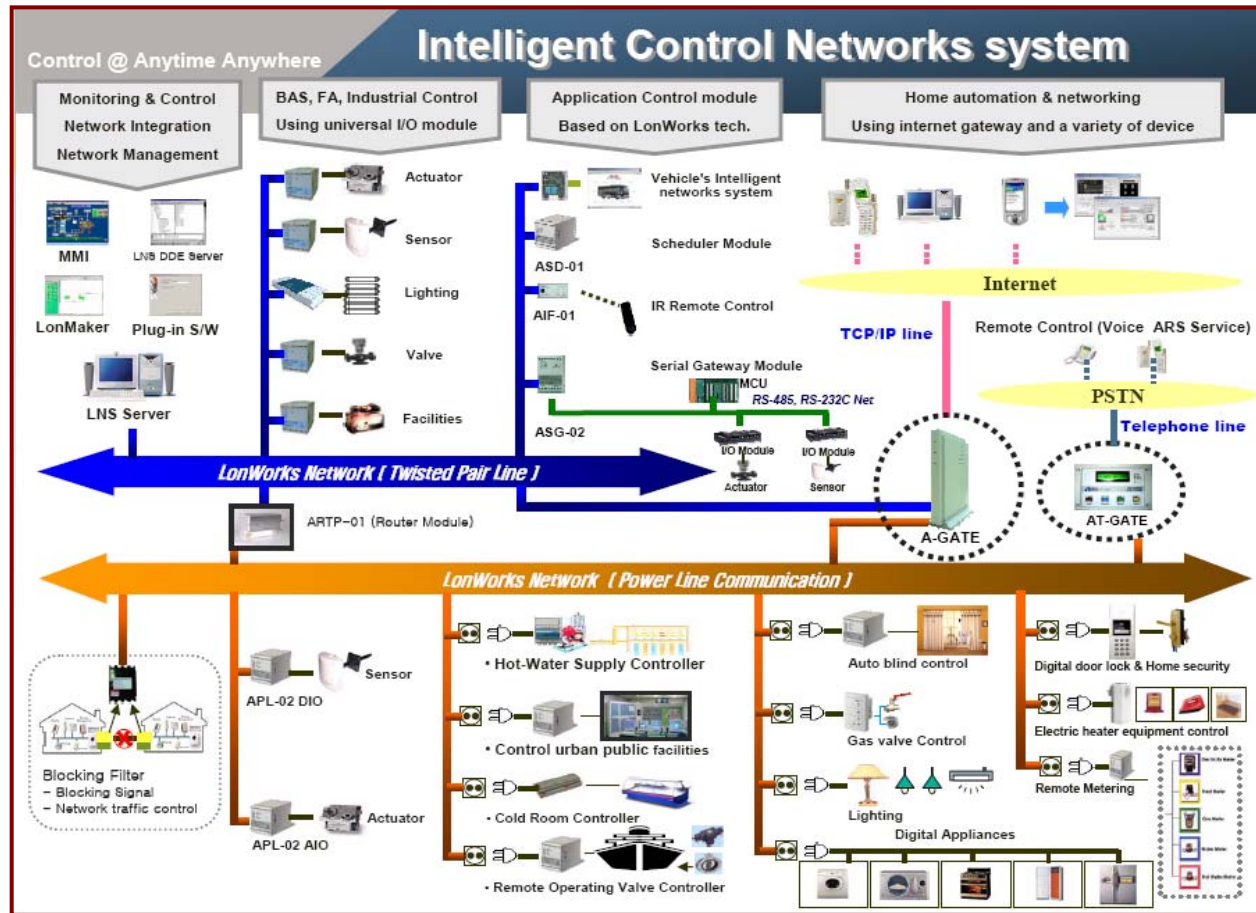 Control @ Anytime Anywhere
Intelligent Control Networks system
Monitoring & Control
Network Integration
Network Management
BAS, FA, Industrial Control
Using universal I/O module
Application Control module
Based on LonWorks tech.
Home automation & networking
Using internet gateway and a variety of device
MMI
LNS DDE Server
LonMaker
Plug-in S/W
LNS Server
Actuator
Sensor
Lighting
Valve
Facilities
Vehicle's Intelligent
networks system
Scheduler Module
ASD-01
AIF-01
IR Remote Control
Serial Gateway Module
MCU
RS-485, RS-232C Net
ASG-02
I/O Module
Actuator
I/O Module
Sensor
Internet
TCP/IP line
Remote Control (Voice ARS Service)
PSTN
Telephone line
A-GATE
AT-GATE
LonWorks Network ( Twisted Pair Line )
ARTP-01 (Router Module)
LonWorks Network ( Power Line Communication )
Blocking Filter
- Blocking Signal
- Network traffic control
APL-02 DIO
Sensor
APL-02 AIO
Actuator
• Hot-Water Supply Controller
• Control urban public facilities
• Cold Room Controller
• Remote Operating Valve Controller
Auto blind control
Gas valve Control
Lighting
Digital Appliances
Digital door lock & Home security
Electric heater equipment control
Remote Metering